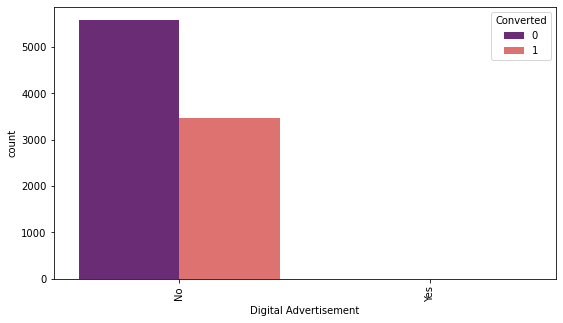 Converted
0
1
5000
4000
3000
2000
1000
0
count
No
Yes
Digital Advertisement